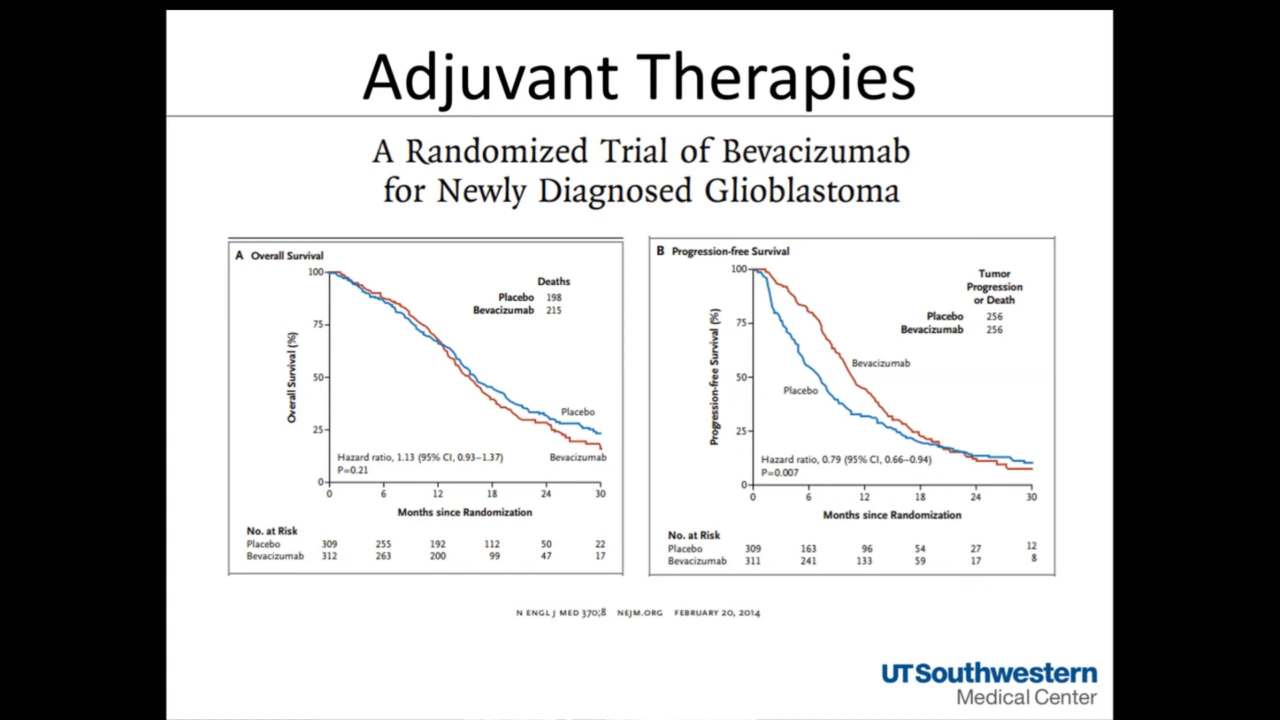 Adjuvant Therapies
A Randomized Trial of Bevacizumab
for Newly Diagnosed Glioblastoma
A Overall Survival
Overall Survival (%)
100
75
50
25
0
Deaths
Placebo 198
Bevacizumab 215
Placebo
Bevacizumab
Hazard ratio, 1.13 (95% CI, 0.93–1.37)
P=0.21
0 6 12 18 24 30
Months since Randomization
No. at Risk
Placebo 309 255 192 112 50 22
Bevacizumab 312 263 200 99 47 17
B Progression-free Survival
Progression-free Survival (%)
100
75
50
25
0
Tumor
Progression
or Death
Placebo 256
Bevacizumab 256
Bevacizumab
Placebo
Hazard ratio, 0.79 (95% CI, 0.66–0.94)
P=0.007
0 6 12 18 24 30
Months since Randomization
No. at Risk
Placebo 309 163 96 54 27 12
Bevacizumab 311 241 133 59 17 8
N ENGL J MED 370;8 NEJM.ORG FEBRUARY 20, 2014
UT Southwestern
Medical Center